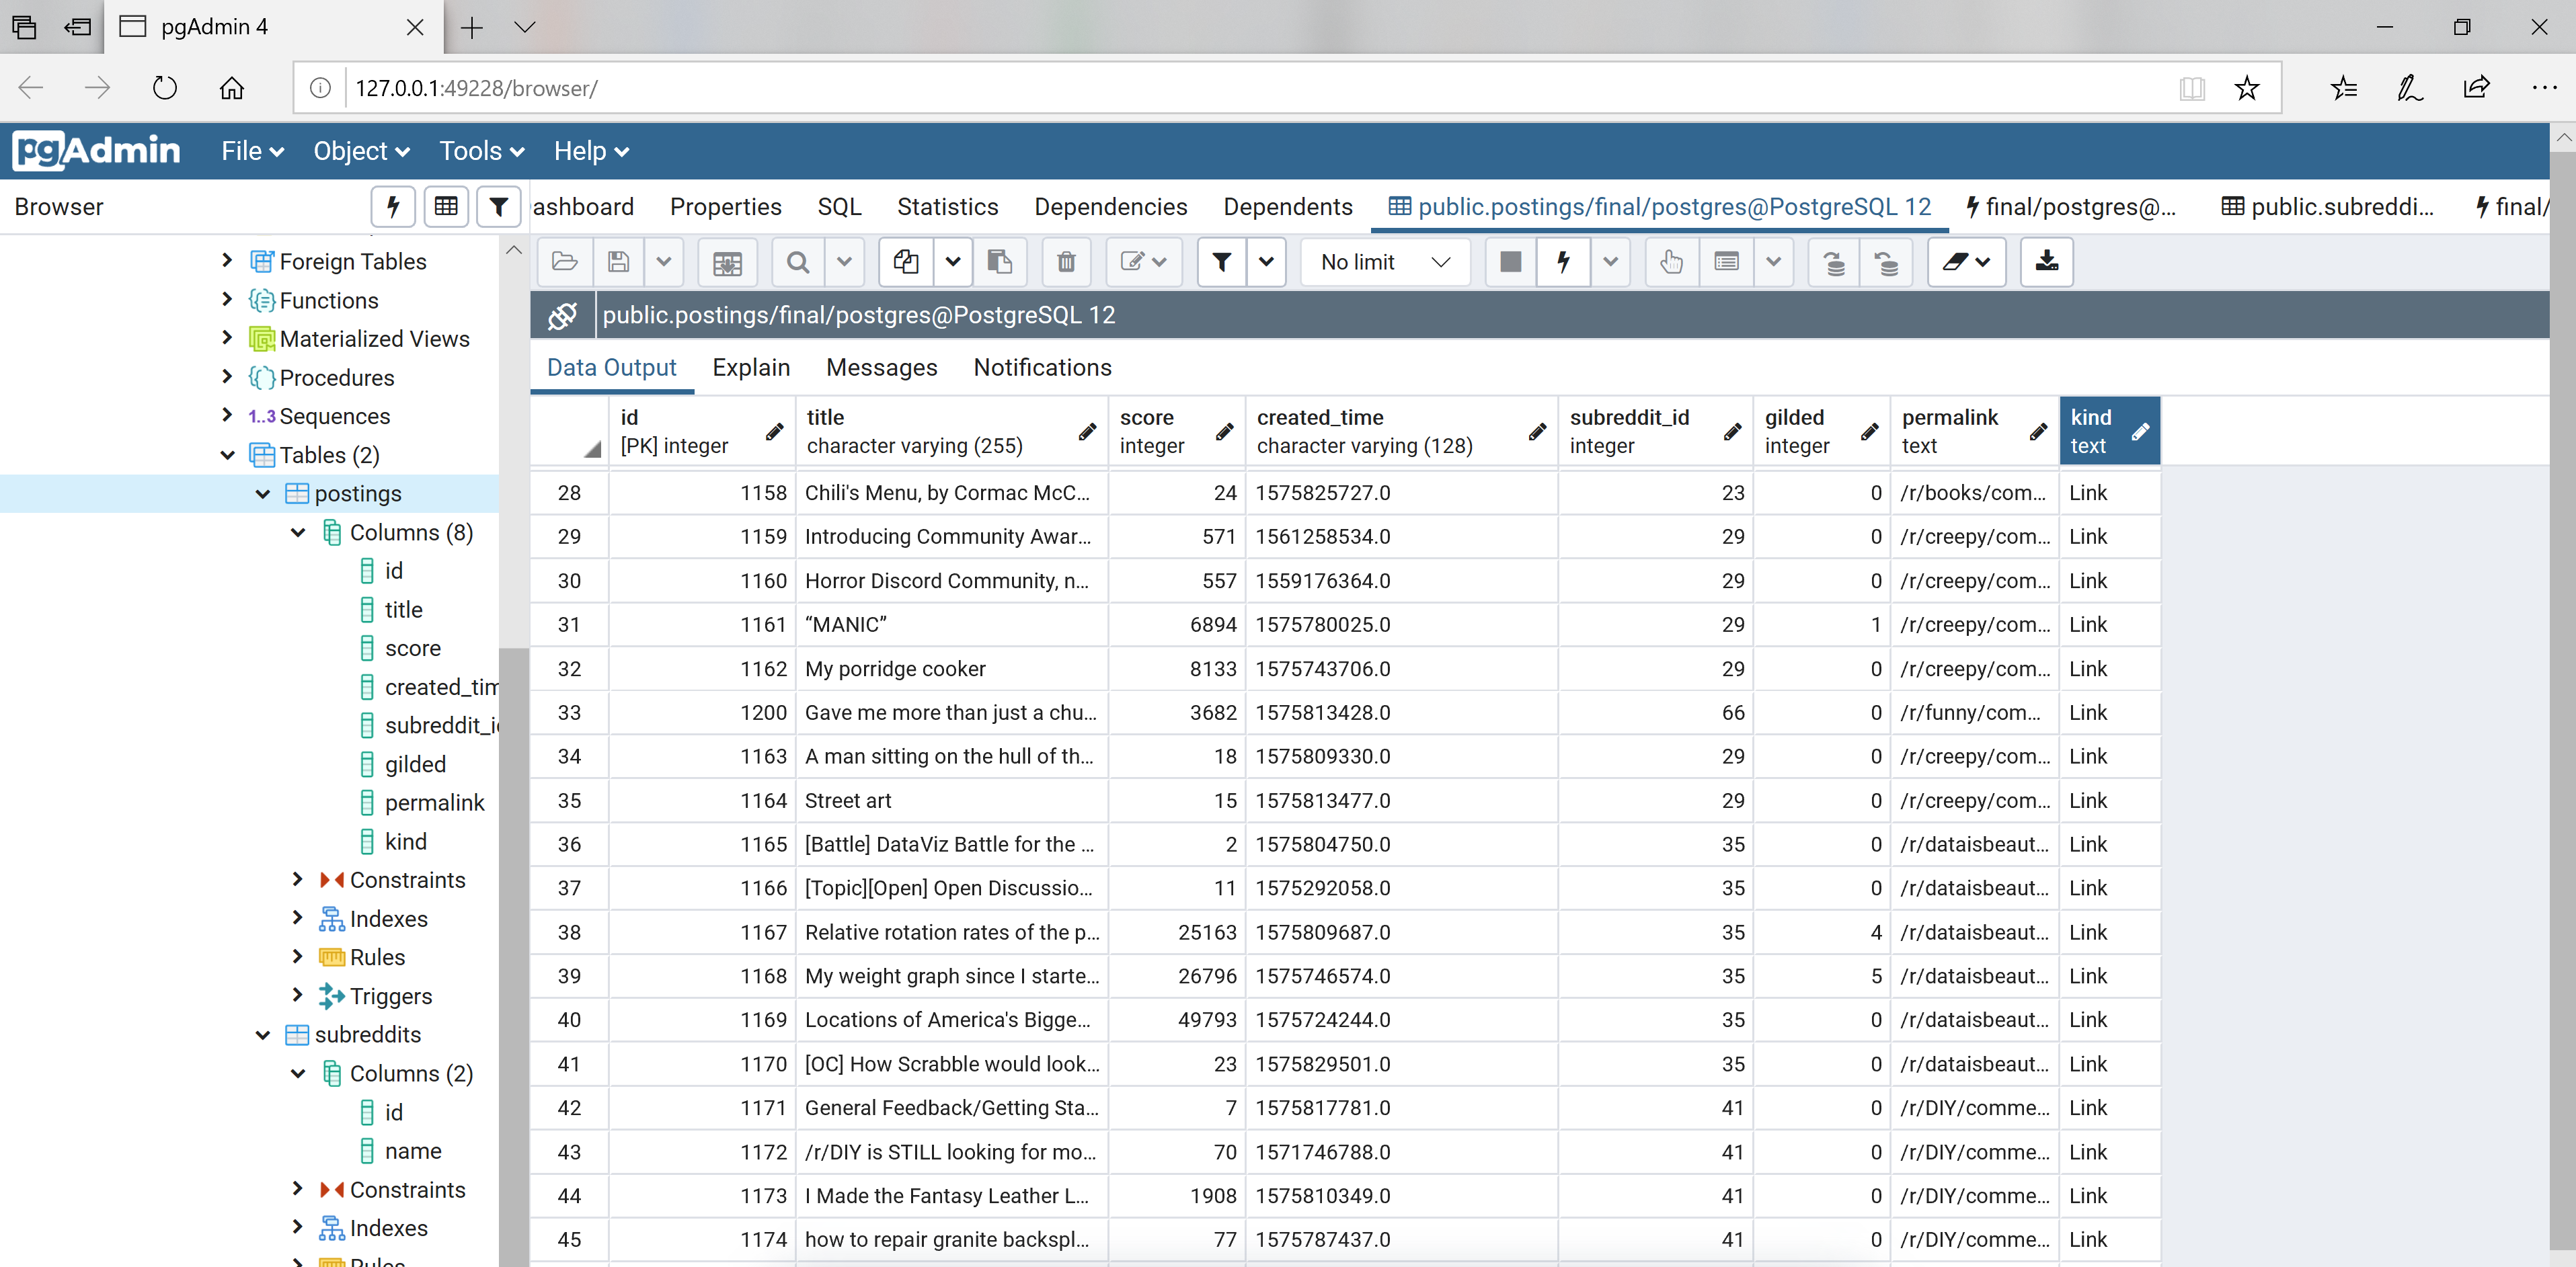 pgAdmin 4
127.0.0.1:49228/browser/
pgAdmin File Object Tools Help
Browser
ashboard Properties SQL Statistics Dependencies Dependents public.postings/final/postgres@PostgreSQL 12 final/postgres@... public.subreddi... final/
No limit
public.postings/final/postgres@PostgreSQL 12
Data Output Explain Messages Notifications
Foreign Tables
Functions
Materialized Views
Procedures
1..3 Sequences
Tables (2)
postings
Columns (8)
id
title
score
created_tim
subreddit_i
gilded
permalink
kind
Constraints
Indexes
Rules
Triggers
subreddits
Columns (2)
id
name
Constraints
Indexes
Rules
id title score created_time subreddit_id gilded permalink kind
[PK] integer character varying (255) integer character varying (128) integer integer text text
28 1158 Chili's Menu, by Cormac McC... 24 1575825727.0 23 0 /r/books/com... Link
29 1159 Introducing Community Awar... 571 1561258534.0 29 0 /r/creepy/com... Link
30 1160 Horror Discord Community, n... 557 1559176364.0 29 0 /r/creepy/com... Link
31 1161 “MANIC” 6894 1575780025.0 29 1 /r/creepy/com... Link
32 1162 My porridge cooker 8133 1575743706.0 29 0 /r/creepy/com... Link
33 1200 Gave me more than just a chu... 3682 1575813428.0 66 0 /r/funny/com... Link
34 1163 A man sitting on the hull of th... 18 1575809330.0 29 0 /r/creepy/com... Link
35 1164 Street art 15 1575813477.0 29 0 /r/creepy/com... Link
36 1165 [Battle] DataViz Battle for the ... 2 1575804750.0 35 0 /r/dataisbeaut... Link
37 1166 [Topic][Open] Open Discussio... 11 1575292058.0 35 0 /r/dataisbeaut... Link
38 1167 Relative rotation rates of the p... 25163 1575809687.0 35 4 /r/dataisbeaut... Link
39 1168 My weight graph since I starte... 26796 1575746574.0 35 5 /r/dataisbeaut... Link
40 1169 Locations of America's Bigge... 49793 1575724244.0 35 0 /r/dataisbeaut... Link
41 1170 [OC] How Scrabble would look... 23 1575829501.0 35 0 /r/dataisbeaut... Link
42 1171 General Feedback/Getting Sta... 7 1575817781.0 41 0 /r/DIY/comme... Link
43 1172 /r/DIY is STILL looking for mo... 70 1571746788.0 41 0 /r/DIY/comme... Link
44 1173 I Made the Fantasy Leather L... 1908 1575810349.0 41 0 /r/DIY/comme... Link
45 1174 how to repair granite backspl... 77 1575787437.0 41 0 /r/DIY/comme... Link